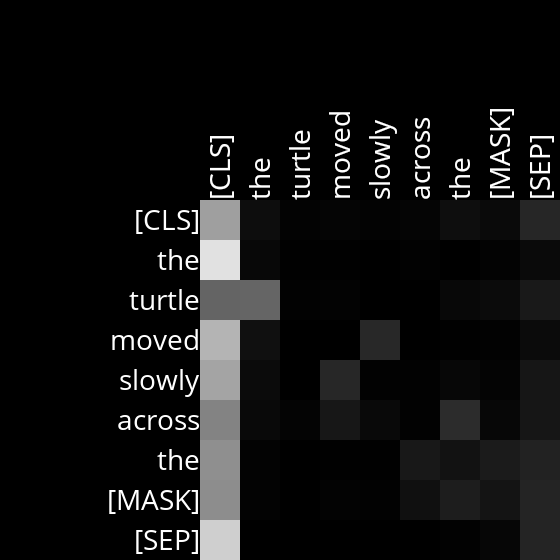 [CLS] the turtle moved slowly across the [MASK] [SEP]
[CLS]
the
turtle
moved
slowly
across
the
[MASK]
[SEP]